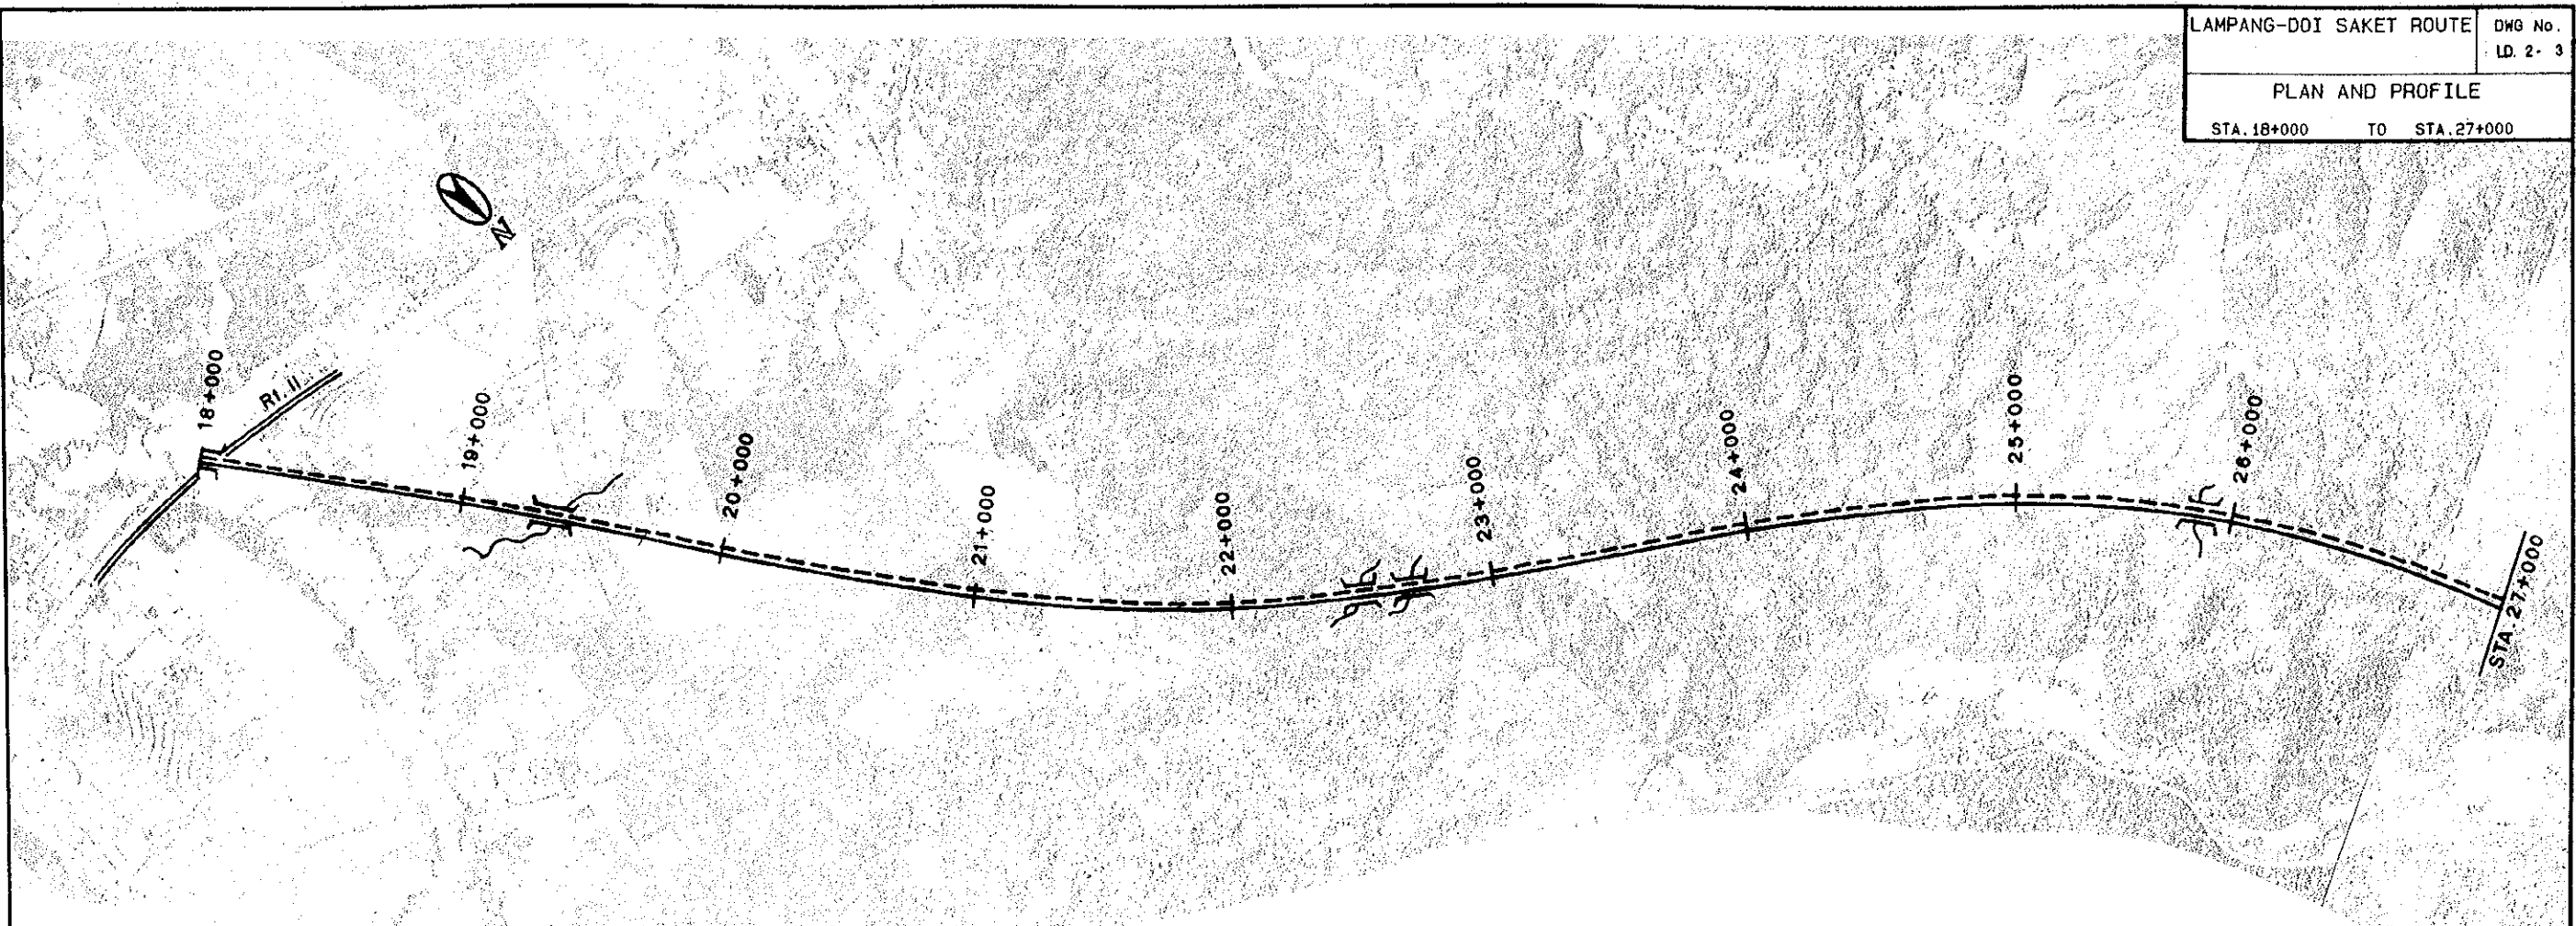 LAMPANG-DOI SAKET ROUTE
DWG No.
LD. 2- 3
PLAN AND PROFILE
STA.18+000 TO STA.27+000
N
18+000
R1.11
19+000
20+000
21+000
22+000
23+000
24+000
25+000
26+000
STA.27+000